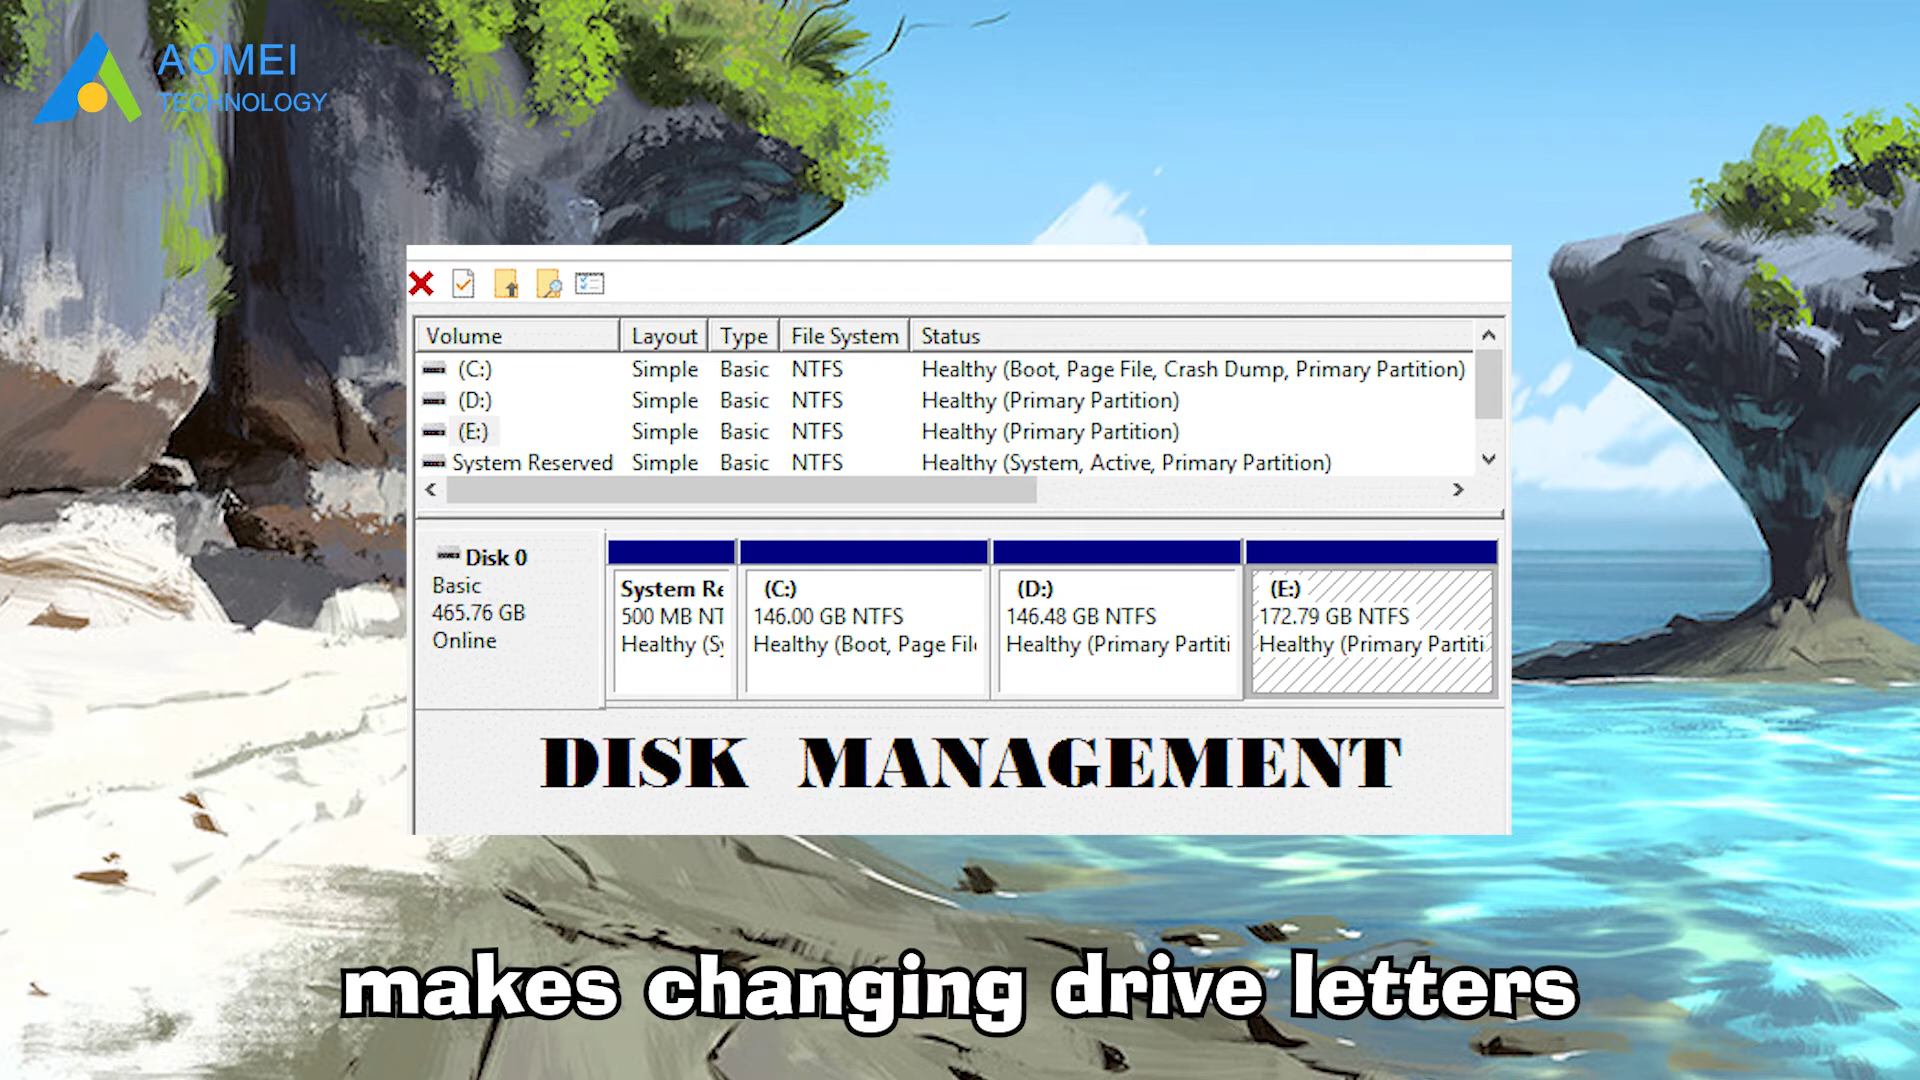 AOMEI
TECHNOLOGY
Volume Layout Type File System Status
(C:) Simple Basic NTFS Healthy (Boot, Page File, Crash Dump, Primary Partition)
(D:) Simple Basic NTFS Healthy (Primary Partition)
(E:) Simple Basic NTFS Healthy (Primary Partition)
System Reserved Simple Basic NTFS Healthy (System, Active, Primary Partition)
Disk 0
Basic
465.76 GB
Online
System Re
500 MB NT
Healthy (Sy
(C:)
146.00 GB NTFS
Healthy (Boot, Page File
(D:)
146.48 GB NTFS
Healthy (Primary Partiti
(E:)
172.79 GB NTFS
Healthy (Primary Partiti
DISK MANAGEMENT
makes changing drive letters